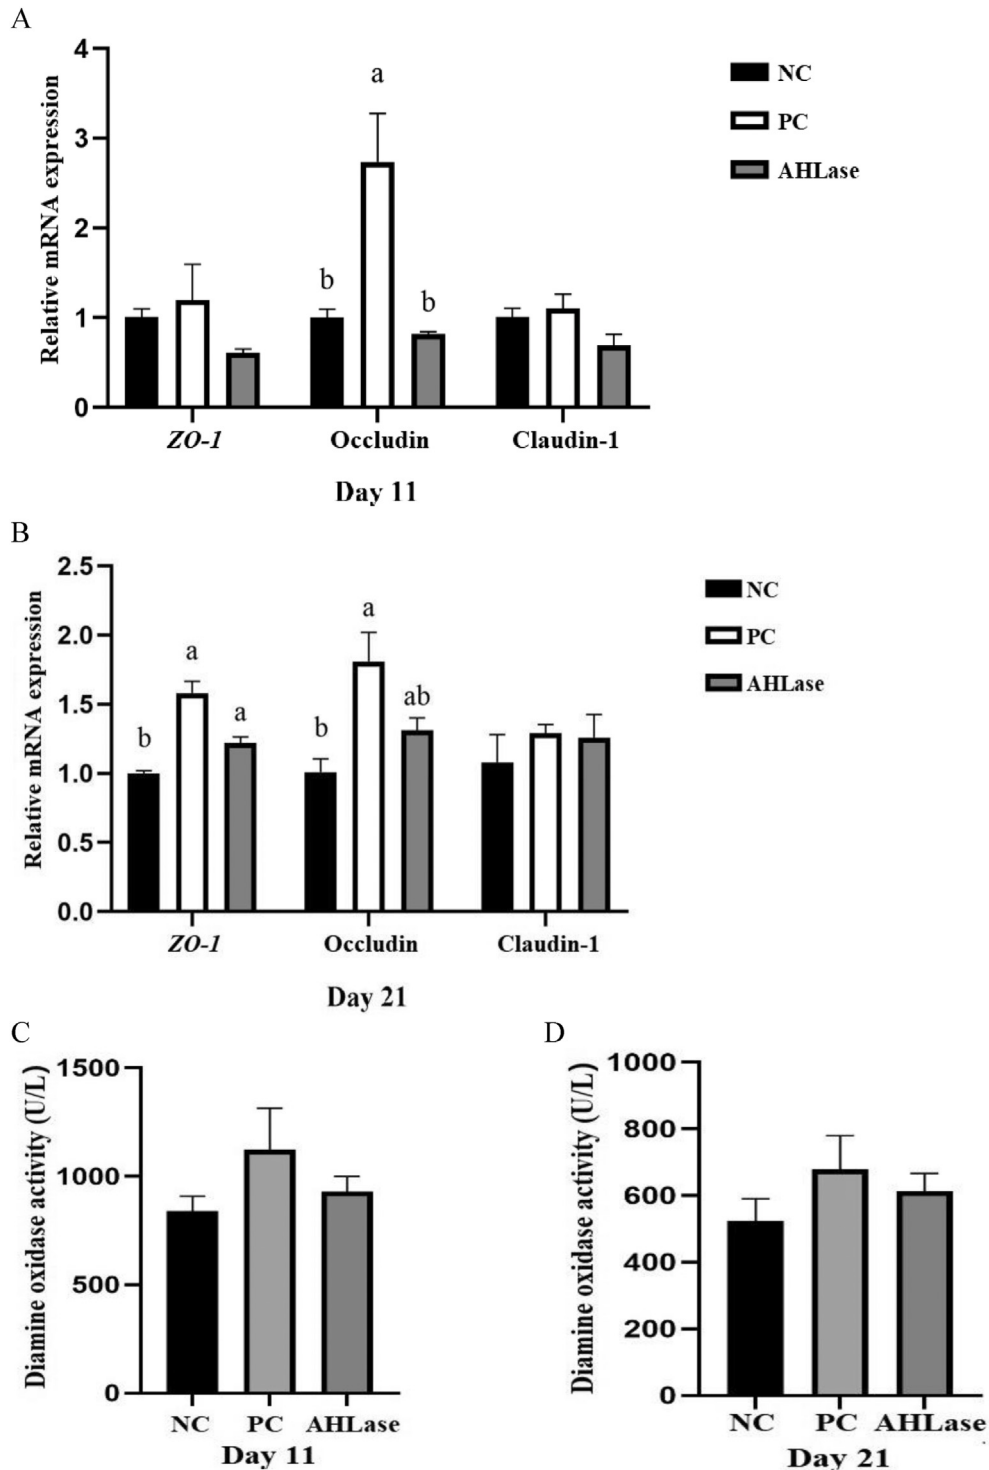 A
Relative mRNA expression
4
3
2
1
0
a
b
b
ZO-1 Occludin Claudin-1
Day 11
NC
PC
AHLase
B
Relative mRNA expression
2.5
2.0
1.5
1.0
0.5
0.0
b
a
a
b
a
ab
ZO-1 Occludin Claudin-1
Day 21
NC
PC
AHLase
C
Diamine oxidase activity (U/L)
1500
1000
500
0
NC PC AHLase
Day 11
D
Diamine oxidase activity (U/L)
1000
800
600
400
200
0
NC PC AHLase
Day 21